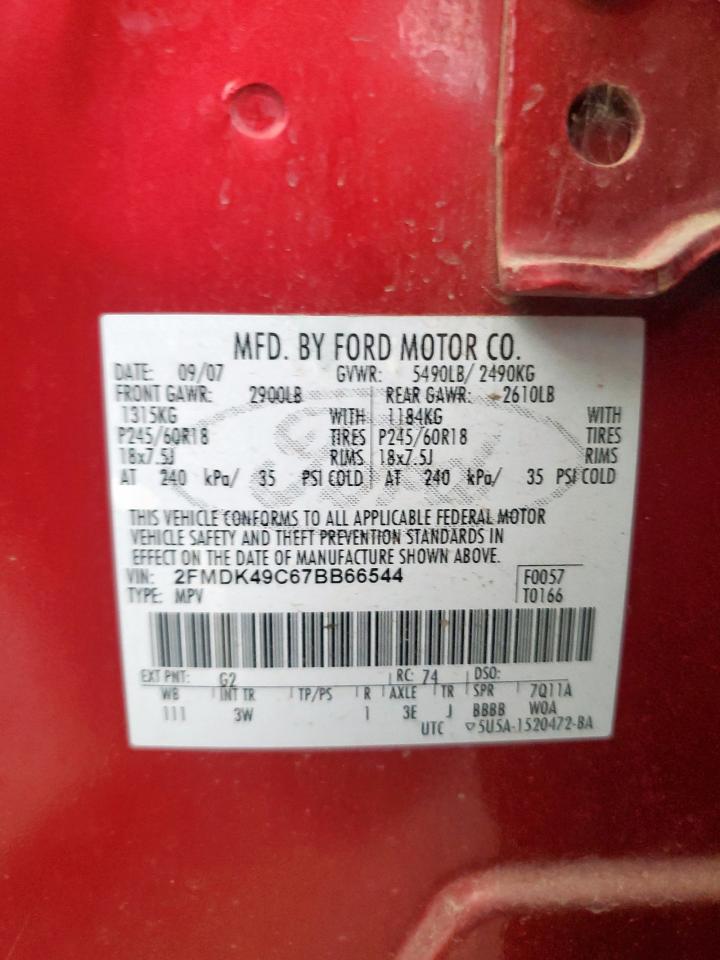 MFD. BY FORD MOTOR CO.
DATE: 09/07 GVWR: 5490LB/ 2490KG
FRONT GAWR: 2900LB REAR GAWR: 2610LB
1315KG WITH 1184KG WITH
P245/60R18 TIRES P245/60R18 TIRES
18x7.5J RIMS 18x7.5J RIMS
AT 240 kPa/ 35 PSI COLD AT 240 kPa/ 35 PSI COLD
THIS VEHICLE CONFORMS TO ALL APPLICABLE FEDERAL MOTOR
VEHICLE SAFETY AND THEFT PREVENTION STANDARDS IN
EFFECT ON THE DATE OF MANUFACTURE SHOWN ABOVE.
VIN: 2FMDK49C67BB66544 F0057
TYPE: MPV T0166
EXT PNT: G2 RC: 74 DSO:
WB INT TR TP/PS R AXLE TR SPR 7Q11A
111 3W 1 3E J BBBB WOA
UTC ▽5U5A-1520472-BA